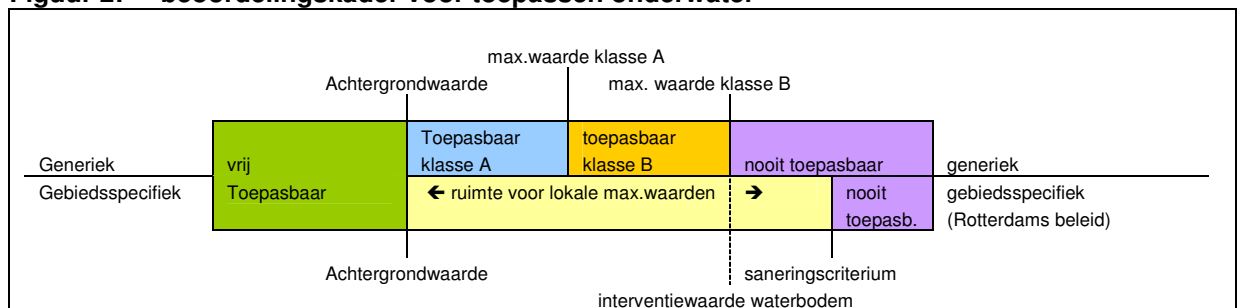 max.waarde klasse A
Achtergrondwaarde max. waarde klasse B
Toepasbaar toepasbaar
Generiek vrij klasse A klasse B nooit toepasbaar generiek
Gebiedsspecifiek Toepasbaar ← ruimte voor lokale max.waarden → nooit gebiedsspecifiek
toepasb. (Rotterdams beleid)
Achtergrondwaarde saneringscriterium
interventiewaarde waterbodem